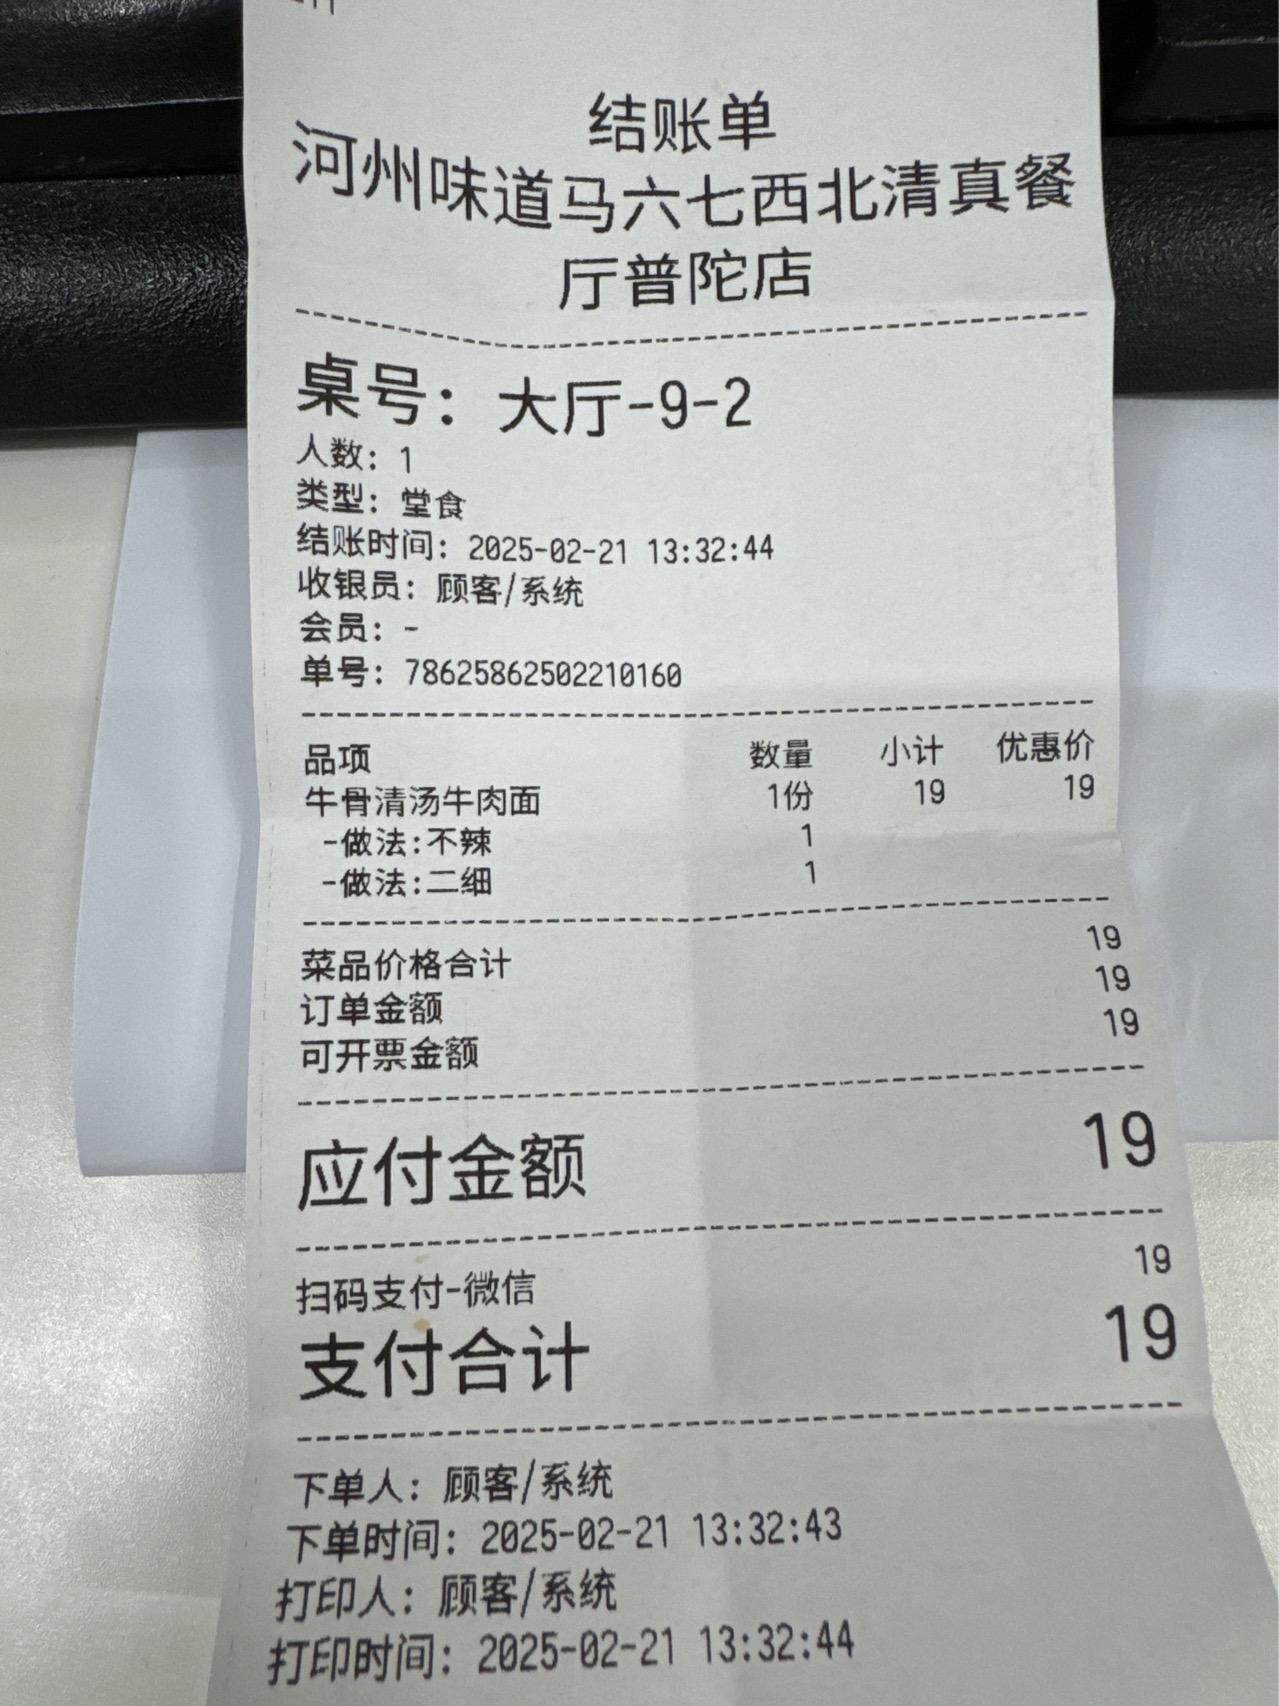 结账单
河州味道马六七西北清真餐
厅普陀店
桌号：大厅-9-2
人数：1
类型：堂食
结账时间：2025-02-21 13:32:44
收银员：顾客/系统
会员：-
单号：78625862502210160
品项 数量 小计 优惠价
牛骨清汤牛肉面 1份 19 19
-做法:不辣 1
-做法:二细 1
菜品价格合计 19
订单金额 19
可开票金额 19
应付金额 19
扫码支付-微信 19
支付合计 19
下单人：顾客/系统
下单时间：2025-02-21 13:32:43
打印人：顾客/系统
打印时间：2025-02-21 13:32:44